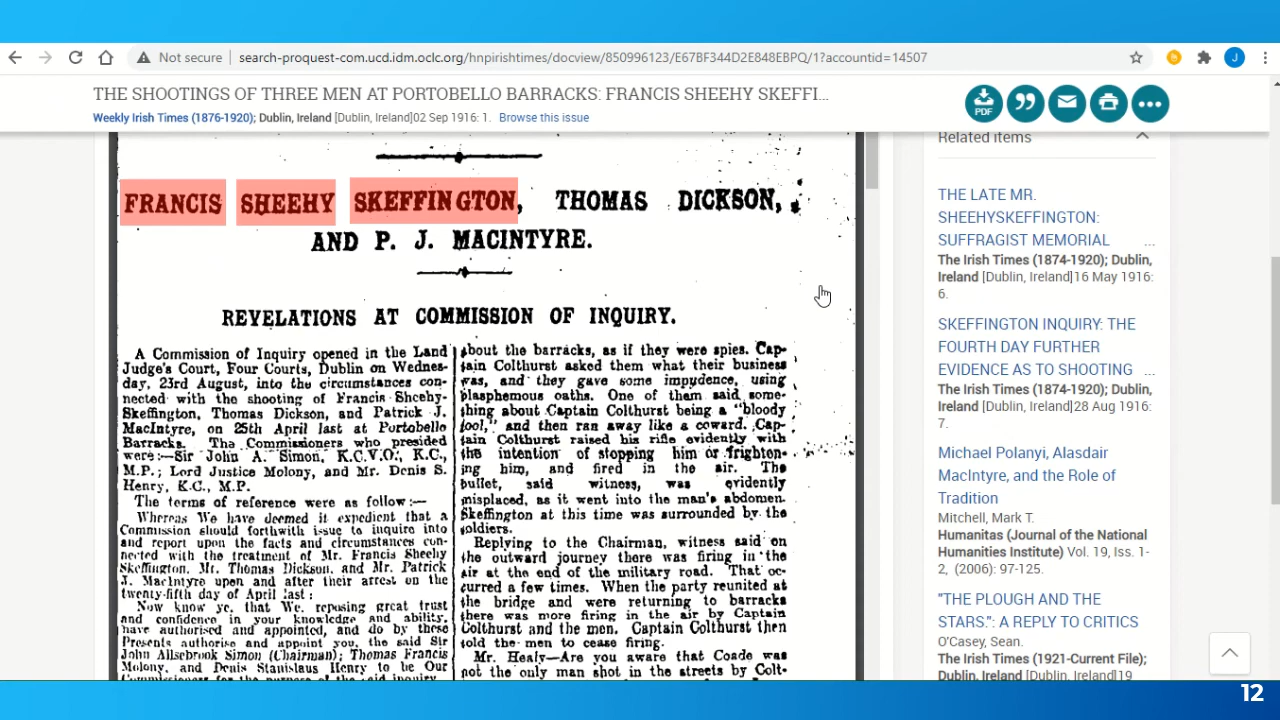 Not secure
search-proquest-com.ucd.idm.oclc.org/hnpirishtimes/docview/850996123/E67BF344D2E848EBPQ/1?accountid=14507
J
THE SHOOTINGS OF THREE MEN AT PORTOBELLO BARRACKS: FRANCIS SHEEHY SKEFFI...
Weekly Irish Times (1876-1920); Dublin, Ireland [Dublin, Ireland]02 Sep 1916: 1. Browse this issue
PDF
FRANCIS SHEEHY SKEFFINGTON, THOMAS DICKSON,
AND P. J. MACINTYRE.
REVELATIONS AT COMMISSION OF INQUIRY.
A Commission of Inquiry opened in the Land
Judge's Court, Four Courts, Dublin on Wednes-
day, 23rd August, into the circumstances con-
nected with the shooting of Francis Sheehy-
Skeffington, Thomas Dickson, and Patrick J.
MacIntyre, on 25th April last at Portobello
Barracks. The Commissioners who presided
were:—Sir John A. Simon, K.C.V.O., K.C.,
M.P.; Lord Justice Molony, and Mr. Denis S.
Henry, K.C., M.P.
The terms of reference were as follow:—
Whereas We have deemed it expedient that a
Commission should forthwith issue to inquire into
and report upon the facts and circumstances con-
nected with the treatment of Mr. Francis Sheehy
Skeffington, Mr. Thomas Dickson, and Mr. Patrick
J. MacIntyre upon and after their arrest on the
twenty-fifth day of April last:
Now know ye, that We, reposing great trust
and confidence in your knowledge and ability,
have authorised and appointed, and do by these
Presents authorise and appoint you, the said Sir
John Allsebrook Simon (Chairman); Thomas Francis
Molony, and Denis Stanislaus Henry to be Our
Commissioners for the purpose of the said inquiry
about the barracks, as if they were spies. Cap-
tain Colthurst asked them what their business
was, and they gave some impudence, using
blasphemous oaths. One of them said some-
thing about Captain Colthurst being a "bloody
fool," and then ran away like a coward. Cap-
tain Colthurst raised his rifle evidently with
the intention of stopping him or frighten-
ing him, and fired in the air. The
bullet, said witness, was evidently
misplaced, as it went into the man's abdomen.
Skeffington at this time was surrounded by the
soldiers.
Replying to the Chairman, witness said on
the outward journey there was firing in the
air at the end of the military road. That oc-
curred a few times. When the party reunited at
the bridge and were returning to barracks
there was more firing in the air by Captain
Colthurst and the men. Captain Colthurst then
told the men to cease firing.
Mr. Healy—Are you aware that Coade was
not the only man shot in the streets by Colt-
Related items
THE LATE MR.
SHEEHYSKEFFINGTON:
SUFFRAGIST MEMORIAL ...
The Irish Times (1874-1920); Dublin,
Ireland [Dublin, Ireland]16 May 1916:
6.
SKEFFINGTON INQUIRY: THE
FOURTH DAY FURTHER
EVIDENCE AS TO SHOOTING ...
The Irish Times (1874-1920); Dublin,
Ireland [Dublin, Ireland]28 Aug 1916:
7.
Michael Polanyi, Alasdair
MacIntyre, and the Role of
Tradition
Mitchell, Mark T.
Humanitas (Journal of the National
Humanities Institute) Vol. 19, Iss. 1-
2, (2006): 97-125.
"THE PLOUGH AND THE
STARS.": A REPLY TO CRITICS
O'Casey, Sean.
The Irish Times (1921-Current File);
Dublin, Ireland [Dublin, Ireland]19
12